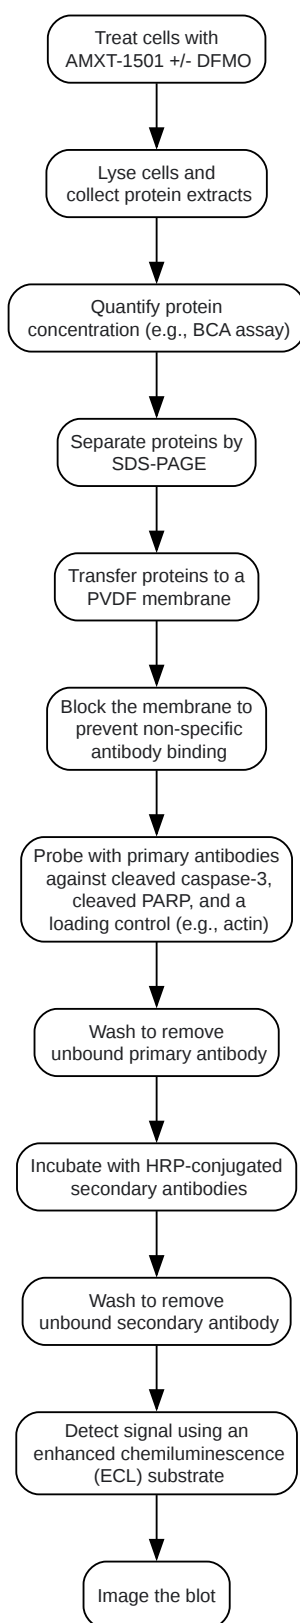 Treat cells with
AMXT-1501 +/- DFMO
Lyse cells and
collect protein extracts
Quantify protein
concentration (e.g., BCA assay)
Separate proteins by
SDS-PAGE
Transfer proteins to a
PVDF membrane
Block the membrane to
prevent non-specific
antibody binding
Probe with primary antibodies
against cleaved caspase-3,
cleaved PARP, and a
loading control (e.g., actin)
Wash to remove
unbound primary antibody
Incubate with HRP-conjugated
secondary antibodies
Wash to remove
unbound secondary antibody
Detect signal using an
enhanced chemiluminescence
(ECL) substrate
Image the blot